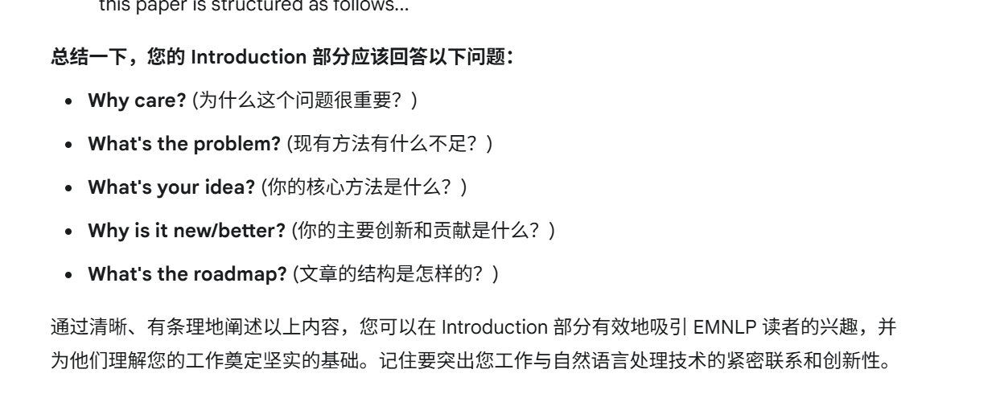 this paper is structured as follows...
总结一下，您的 Introduction 部分应该回答以下问题：
• Why care? (为什么这个问题很重要？)
• What's the problem? (现有方法有什么不足？)
• What's your idea? (你的核心方法是什么？)
• Why is it new/better? (你的主要创新和贡献是什么？)
• What's the roadmap? (文章的结构是怎样的？)
通过清晰、有条理地阐述以上内容，您可以在 Introduction 部分有效地吸引 EMNLP 读者的兴趣，并
为他们理解您的工作奠定坚实的基础。记住要突出您工作与自然语言处理技术的紧密联系和创新性。